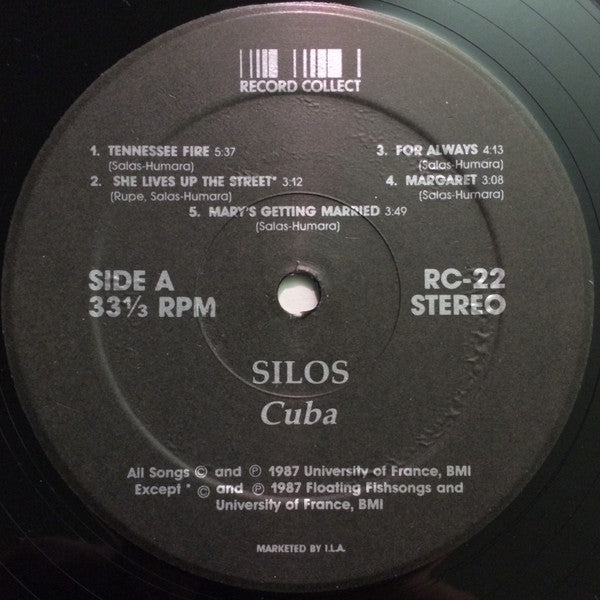 RECORD COLLECT
1. TENNESSEE FIRE 5:37
(Salas-Humara)
2. SHE LIVES UP THE STREET* 3:12
(Rupe, Salas-Humara)
3. FOR ALWAYS 4:13
(Salas-Humara)
4. MARGARET 3:08
(Salas-Humara)
5. MARY'S GETTING MARRIED 3:49
(Salas-Humara)
SIDE A
33⅓ RPM
RC-22
STEREO
SILOS
Cuba
All Songs © and ℗ 1987 University of France, BMI
Except * © and ℗ 1987 Floating Fishsongs and
University of France, BMI
MARKETED BY I.L.A.